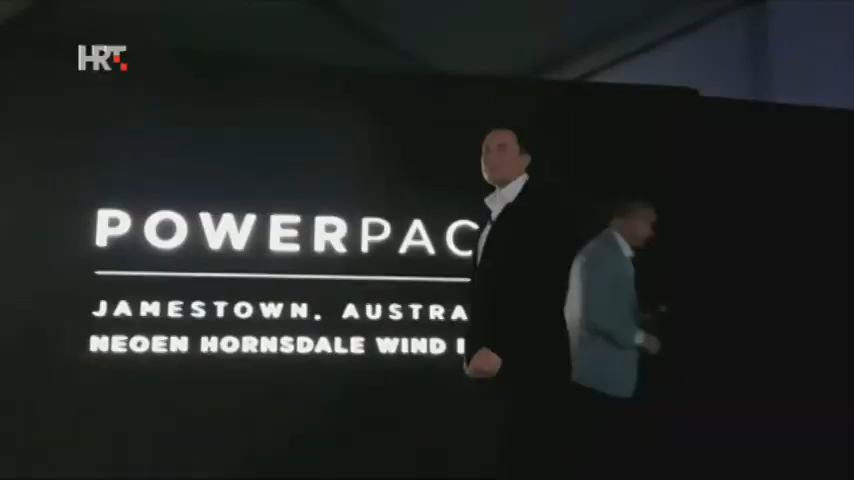 HRT
POWERPAC
JAMESTOWN, AUSTRA
NEOEN HORNSDALE WIND